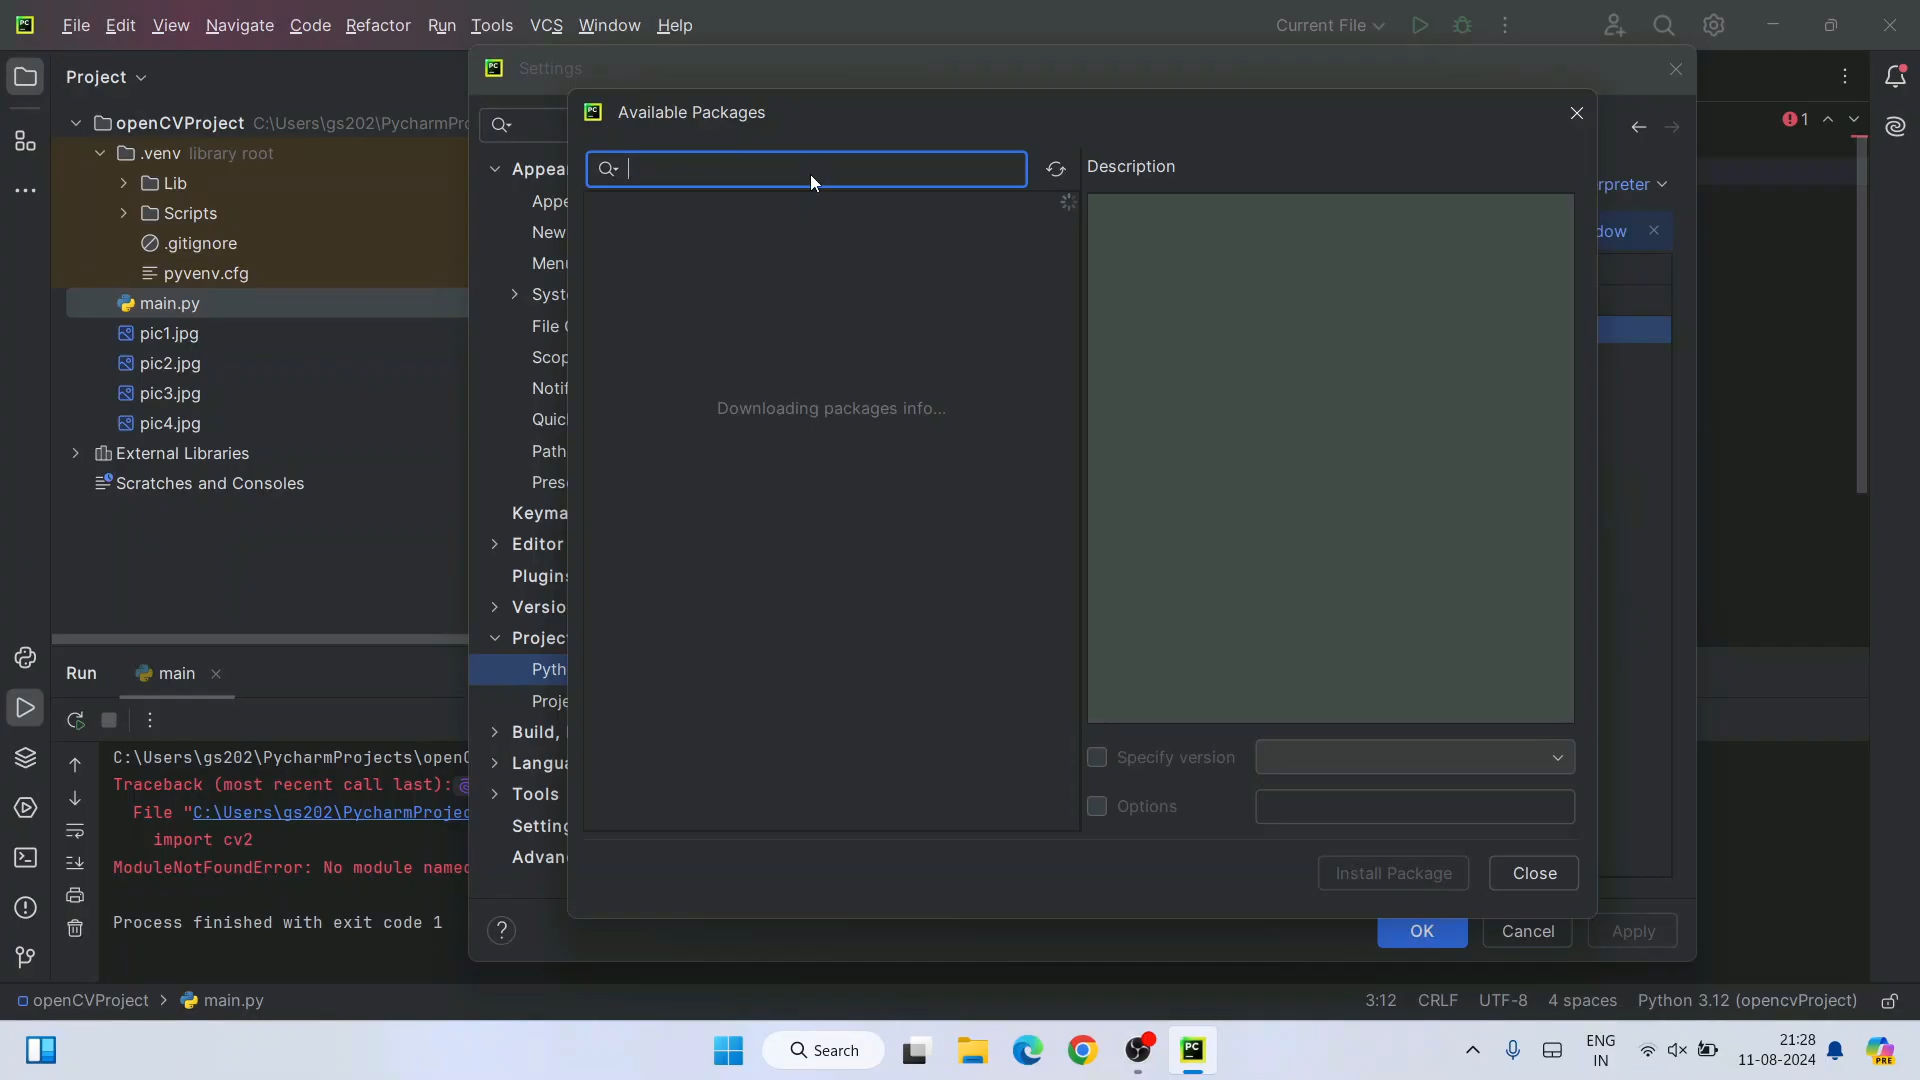 File Edit View Navigate Code Refactor Run Tools VCS Window Help
Current File
Project
openCVProject C:\Users\gs202\PycharmPro
.venv library root
Lib
Scripts
.gitignore
pyvenv.cfg
main.py
pic1.jpg
pic2.jpg
pic3.jpg
pic4.jpg
External Libraries
Scratches and Consoles
Settings
Appea
Appe
New
Menu
Syst
File
Scop
Notif
Quic
Path
Pres
Keyma
Editor
Plugins
Versio
Project
Pyth
Proje
Build,
Langua
Tools
Setting
Advan
Available Packages
Description
Downloading packages info...
Specify version
Options
Install Package
Close
rpreter
dow
1
OK
Cancel
Apply
Run
main
C:\Users\gs202\PycharmProjects\open
Traceback (most recent call last):
File "C:\Users\gs202\PycharmProjec
import cv2
ModuleNotFoundError: No module named
Process finished with exit code 1
openCVProject > main.py
3:12 CRLF UTF-8 4 spaces Python 3.12 (opencvProject)
Search
ENG
IN
21:28
11-08-2024
PC
PRE